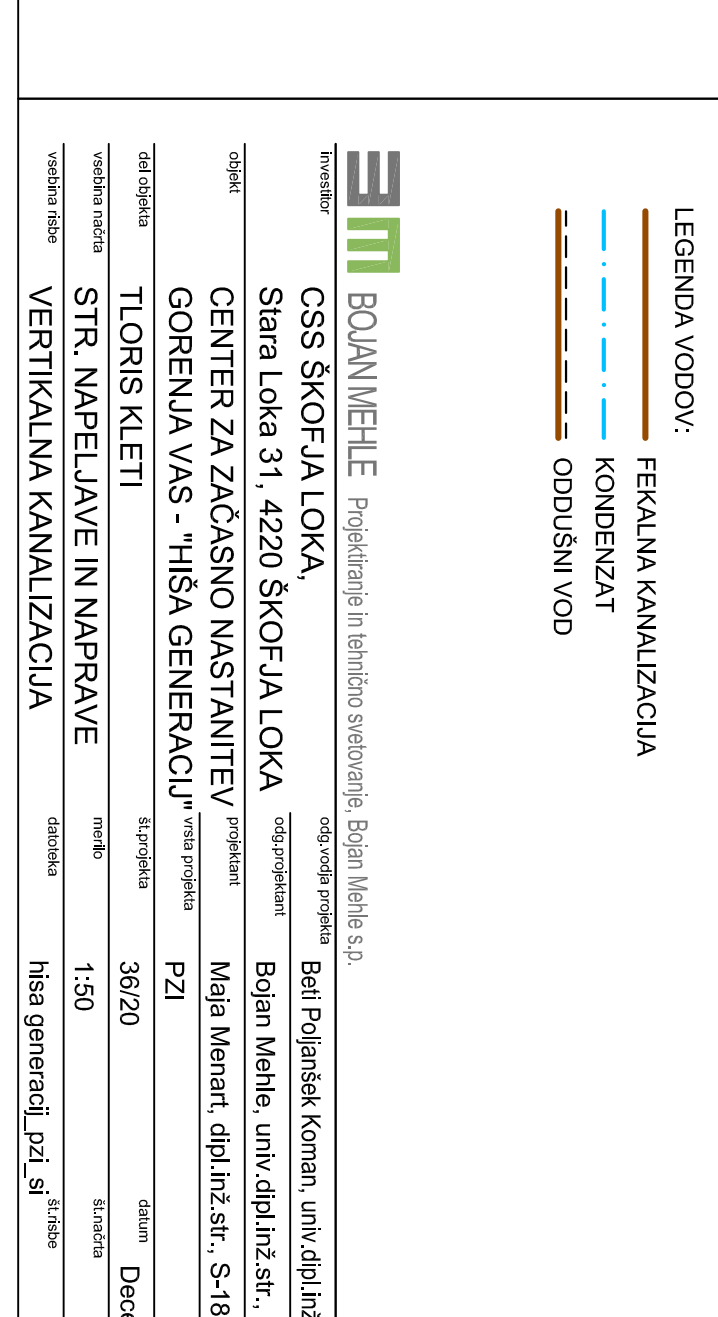 LEGENDA VODOV:
FEKALNA KANALIZACIJA
KONDENZAT
ODDUŠNI VOD
BOJAN MEHLE Projektiranje in tehnično svetovanje, Bojan Mehle s.p.
investitor CSS ŠKOFJA LOKA, odg.vodja projekta Beti Poljanšek Koman, univ.dipl.inž
Stara Loka 31, 4220 ŠKOFJA LOKA odg.projektant Bojan Mehle, univ.dipl.inž.str.,
objekt CENTER ZA ZAČASNO NASTANITEV projektant Maja Menart, dipl.inž.str., S-18
GORENJA VAS - "HIŠA GENERACIJ" vrsta projekta PZI
del objekta TLORIS KLETI št.projekta 36/20 datum Dece
vsebina načrta STR. NAPELJAVE IN NAPRAVE merilo 1:50 št.načrta
vsebina risbe VERTIKALNA KANALIZACIJA datoteka hisa generacij_pzi_si št.risbe